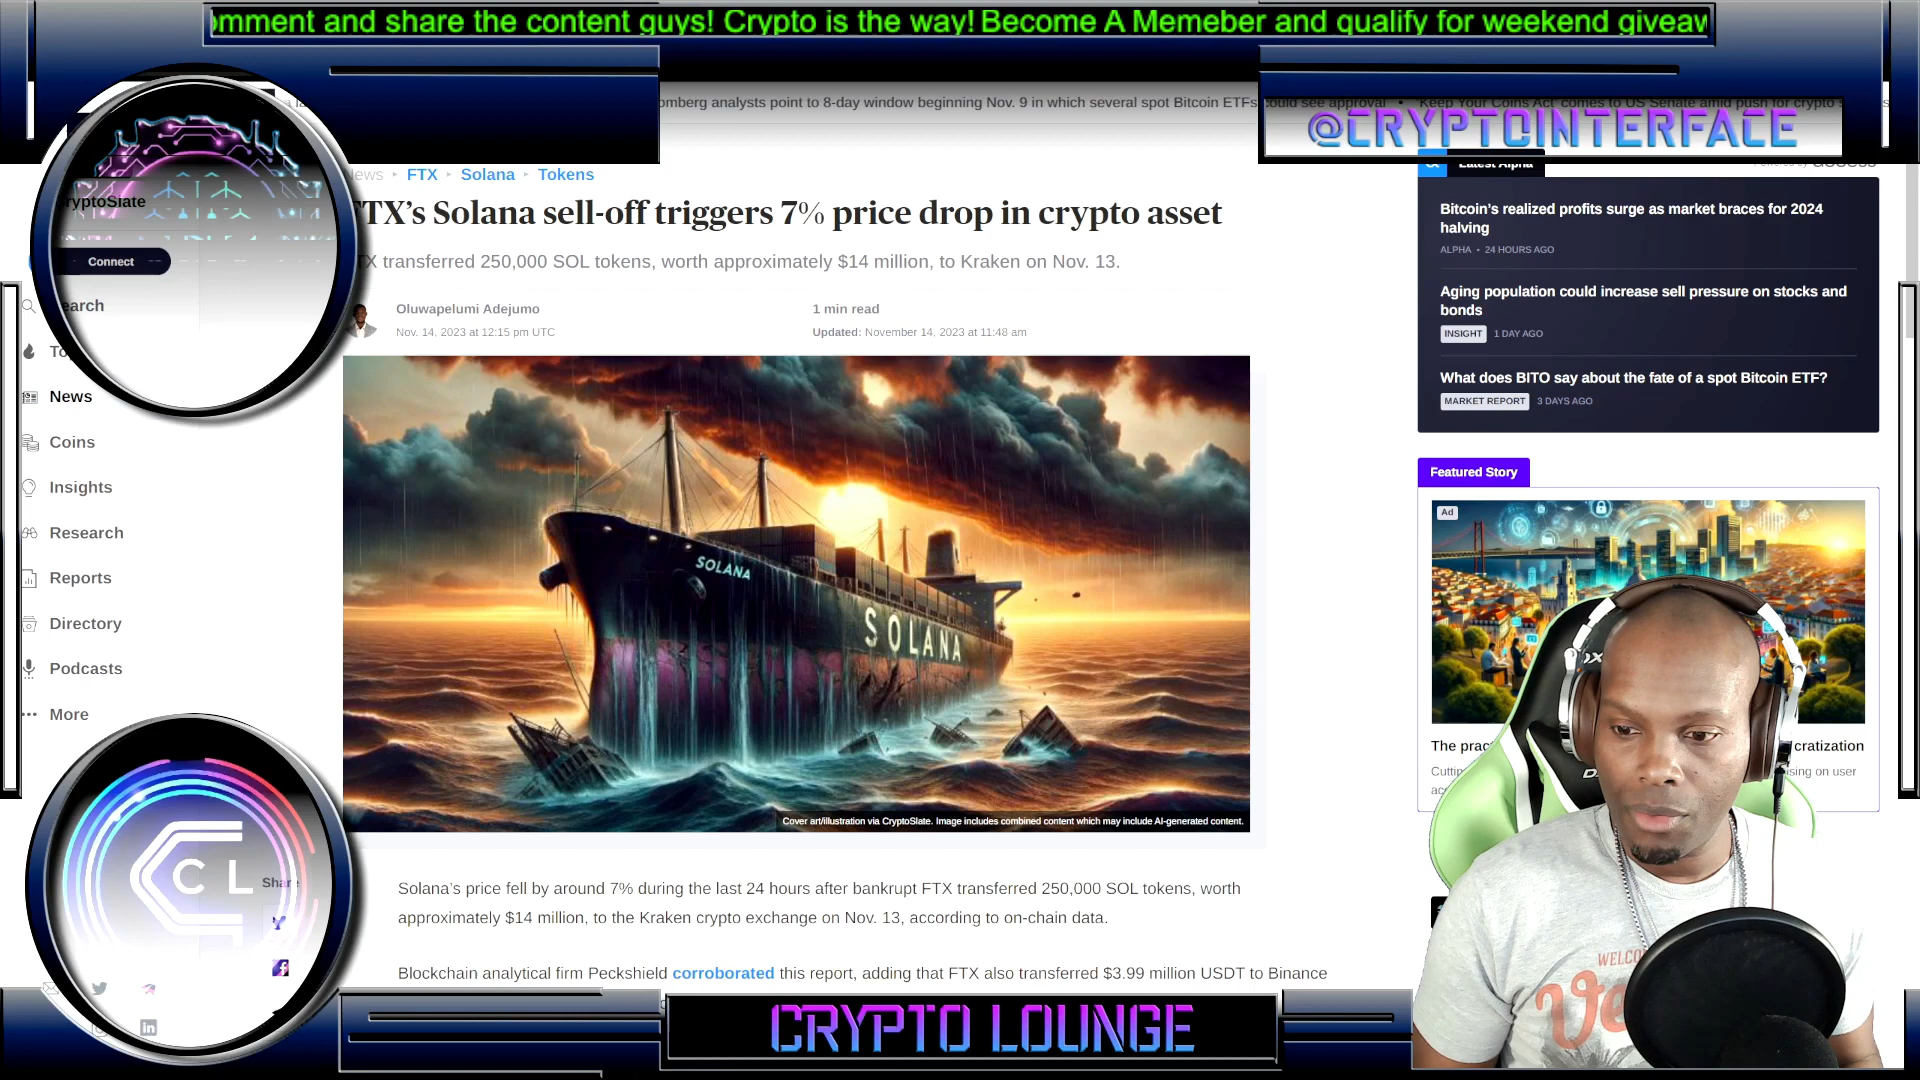 omment and share the content guys! Crypto is the way! Become A Memeber and qualify for weekend giveaw
omberg analysts point to 8-day window beginning Nov. 9 in which several spot Bitcoin ETFs could see approval • 'Keep Your Coins Act' comes to US Senate amid push for crypto s
@CRYPTOINTERFACE
News ‣ FTX ‣ Solana ‣ Tokens
FTX's Solana sell-off triggers 7% price drop in crypto asset
FTX transferred 250,000 SOL tokens, worth approximately $14 million, to Kraken on Nov. 13.
Oluwapelumi Adejumo
Nov. 14, 2023 at 12:15 pm UTC
1 min read
Updated: November 14, 2023 at 11:48 am
CryptoSlate
Connect
Search
News
Coins
Insights
Research
Reports
Directory
Podcasts
More
SOLANA
SOLANA
Cover art/illustration via CryptoSlate. Image includes combined content which may include AI-generated content.
Solana's price fell by around 7% during the last 24 hours after bankrupt FTX transferred 250,000 SOL tokens, worth
approximately $14 million, to the Kraken crypto exchange on Nov. 13, according to on-chain data.
Blockchain analytical firm Peckshield corroborated this report, adding that FTX also transferred $3.99 million USDT to Binance
Latest Alpha
Bitcoin's realized profits surge as market braces for 2024
halving
ALPHA • 24 HOURS AGO
Aging population could increase sell pressure on stocks and
bonds
INSIGHT 1 DAY AGO
What does BITO say about the fate of a spot Bitcoin ETF?
MARKET REPORT 3 DAYS AGO
Featured Story
Ad
The prac
cratization
on user
CL
Share
CRYPTO LOUNGE